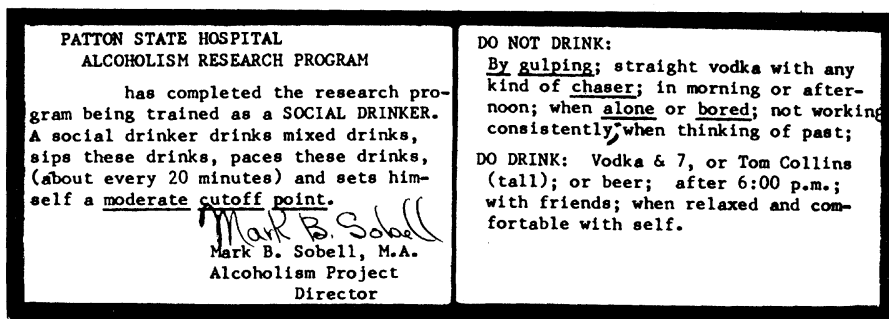 PATTON STATE HOSPITAL
ALCOHOLISM RESEARCH PROGRAM
has completed the research pro-
gram being trained as a SOCIAL DRINKER.
A social drinker drinks mixed drinks,
sips these drinks, paces these drinks,
(about every 20 minutes) and sets him-
self a moderate cutoff point.
Mark B. Sobell
Mark B. Sobell, M.A.
Alcoholism Project
Director
DO NOT DRINK:
By gulping; straight vodka with any
kind of chaser; in morning or after-
noon; when alone or bored; not working
consistently; when thinking of past;
DO DRINK: Vodka & 7, or Tom Collins
(tall); or beer; after 6:00 p.m.;
with friends; when relaxed and com-
fortable with self.